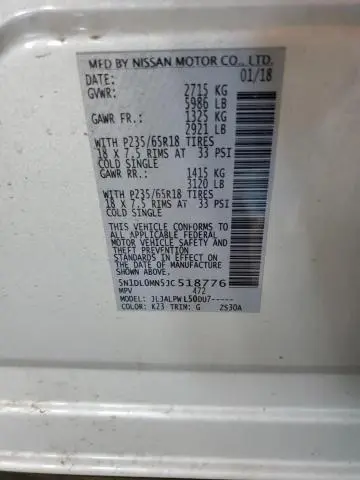 MFD BY NISSAN MOTOR CO., LTD.
DATE: 01/18
GVWR: 2715 KG
5986 LB
GAWR FR.: 1325 KG
2921 LB
WITH P235/65R18 TIRES
18 X 7.5 RIMS AT 33 PSI
COLD SINGLE
GAWR RR.: 1415 KG
3120 LB
WITH P235/65R18 TIRES
18 X 7.5 RIMS AT 33 PSI
COLD SINGLE
THIS VEHICLE CONFORMS TO
ALL APPLICABLE FEDERAL
MOTOR VEHICLE SAFETY AND
THEFT PREVENTION
STANDARDS IN EFFECT ON THE
DATE OF MANUFACTURE SHOWN
ABOVE.
5N1DL0MN5JC518776
MPV 472
MODEL: JLJALPWL50DU7-----
COLOR: K23 TRIM: G ZS30A